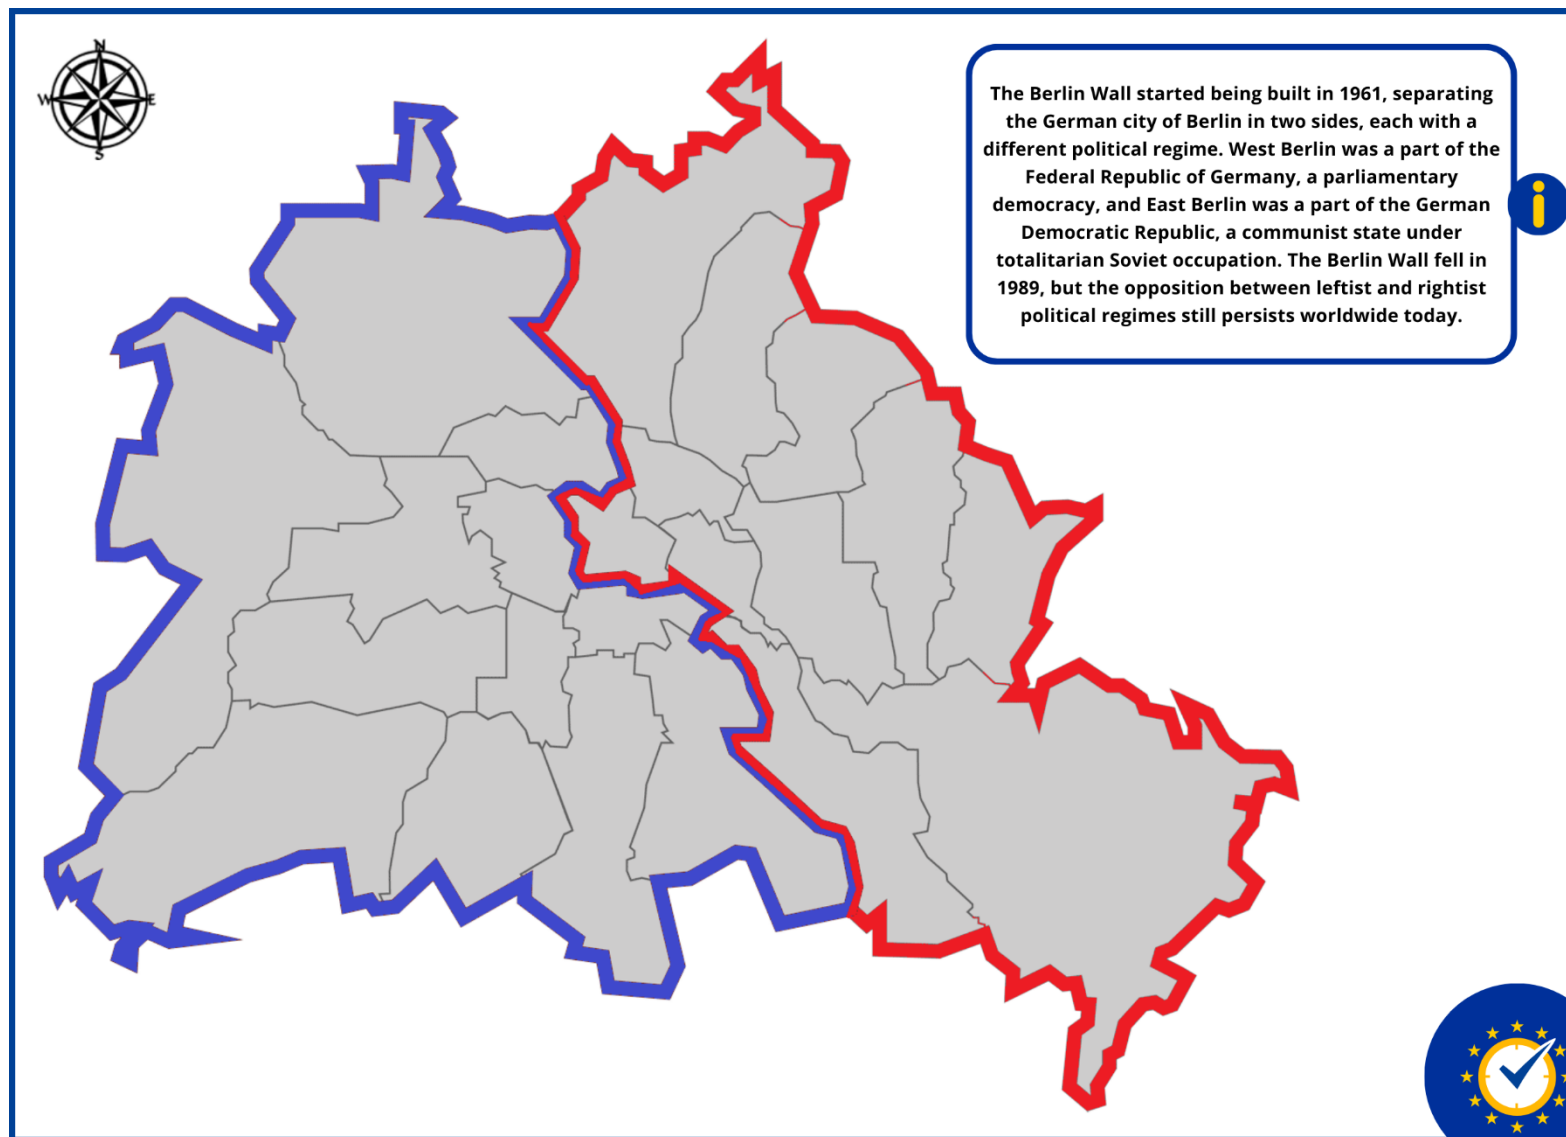 N
W E
S
The Berlin Wall started being built in 1961, separating
the German city of Berlin in two sides, each with a
different political regime. West Berlin was a part of the
Federal Republic of Germany, a parliamentary
democracy, and East Berlin was a part of the German
Democratic Republic, a communist state under
totalitarian Soviet occupation. The Berlin Wall fell in
1989, but the opposition between leftist and rightist
political regimes still persists worldwide today.
i